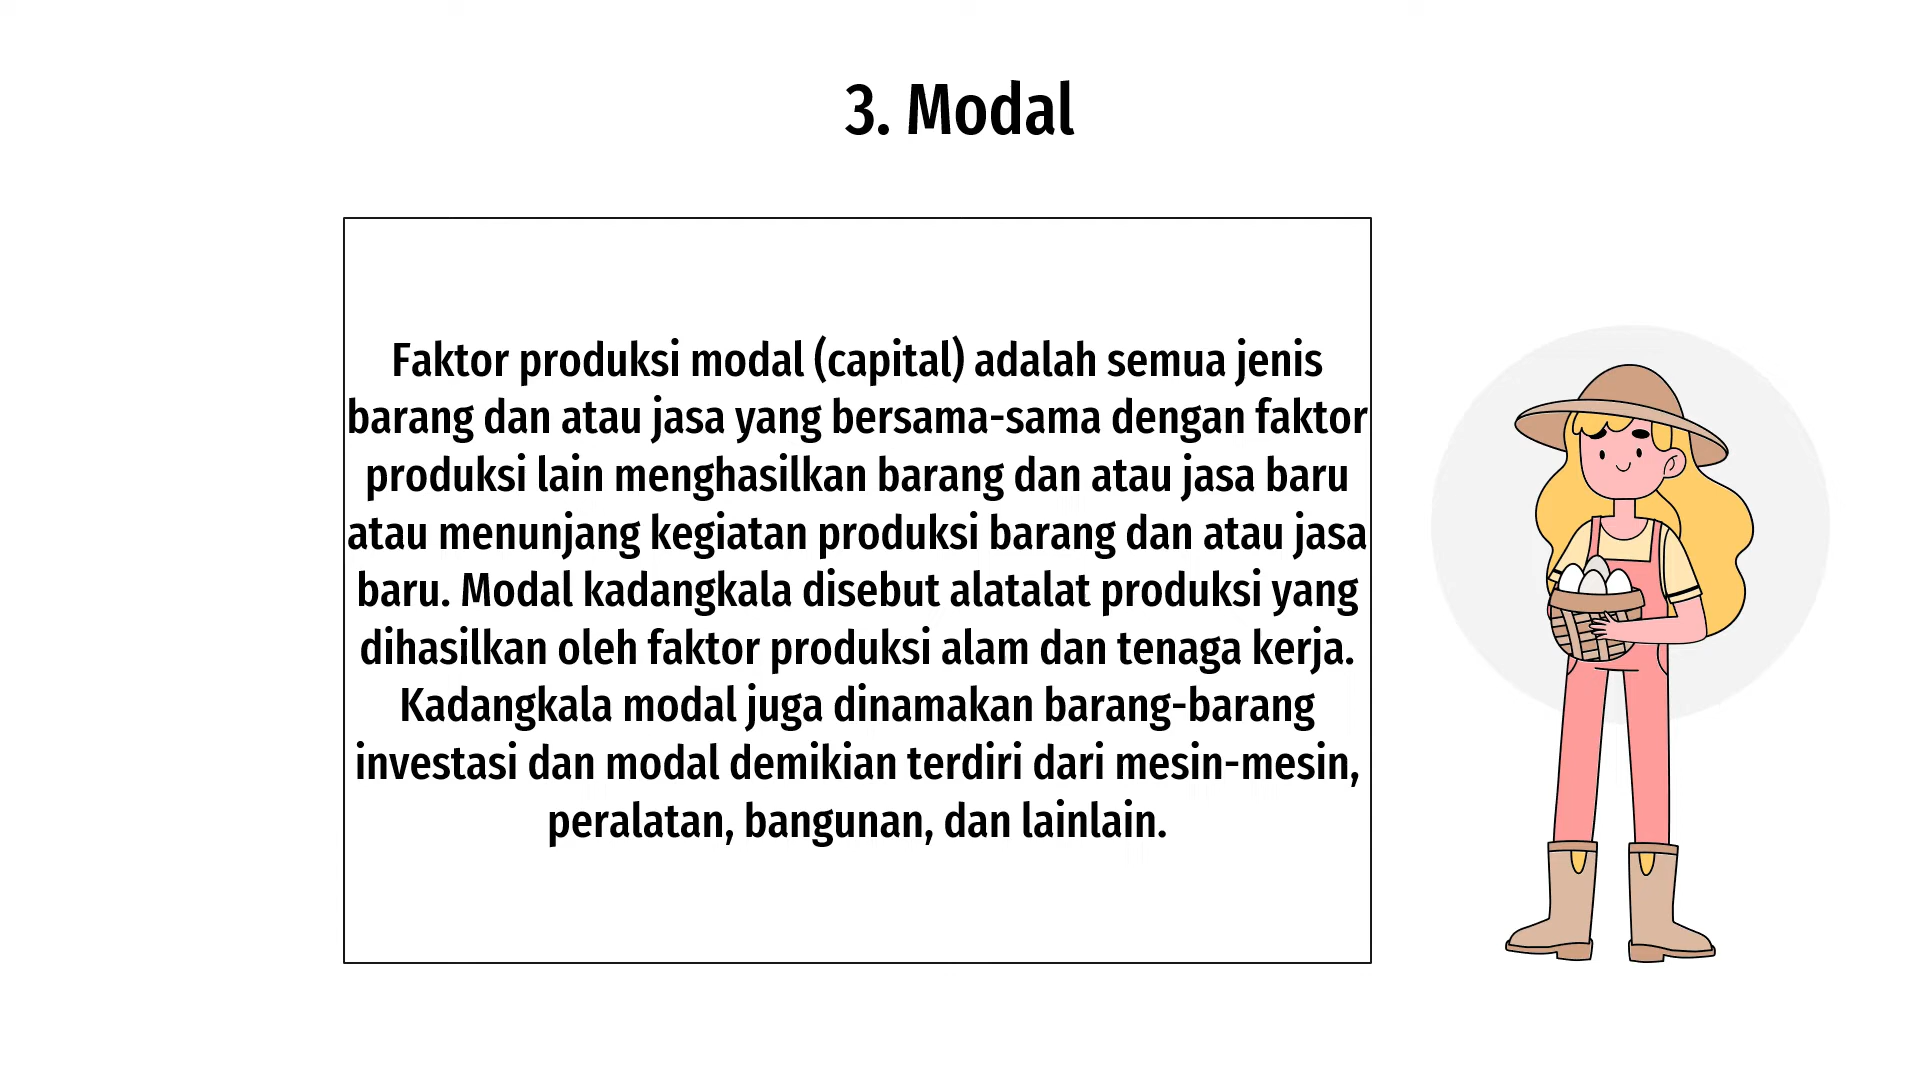 3. Modal
Faktor produksi modal (capital) adalah semua jenis
barang dan atau jasa yang bersama-sama dengan faktor
produksi lain menghasilkan barang dan atau jasa baru
atau menunjang kegiatan produksi barang dan atau jasa
baru. Modal kadangkala disebut alatalat produksi yang
dihasilkan oleh faktor produksi alam dan tenaga kerja.
Kadangkala modal juga dinamakan barang-barang
investasi dan modal demikian terdiri dari mesin-mesin,
peralatan, bangunan, dan lainlain.